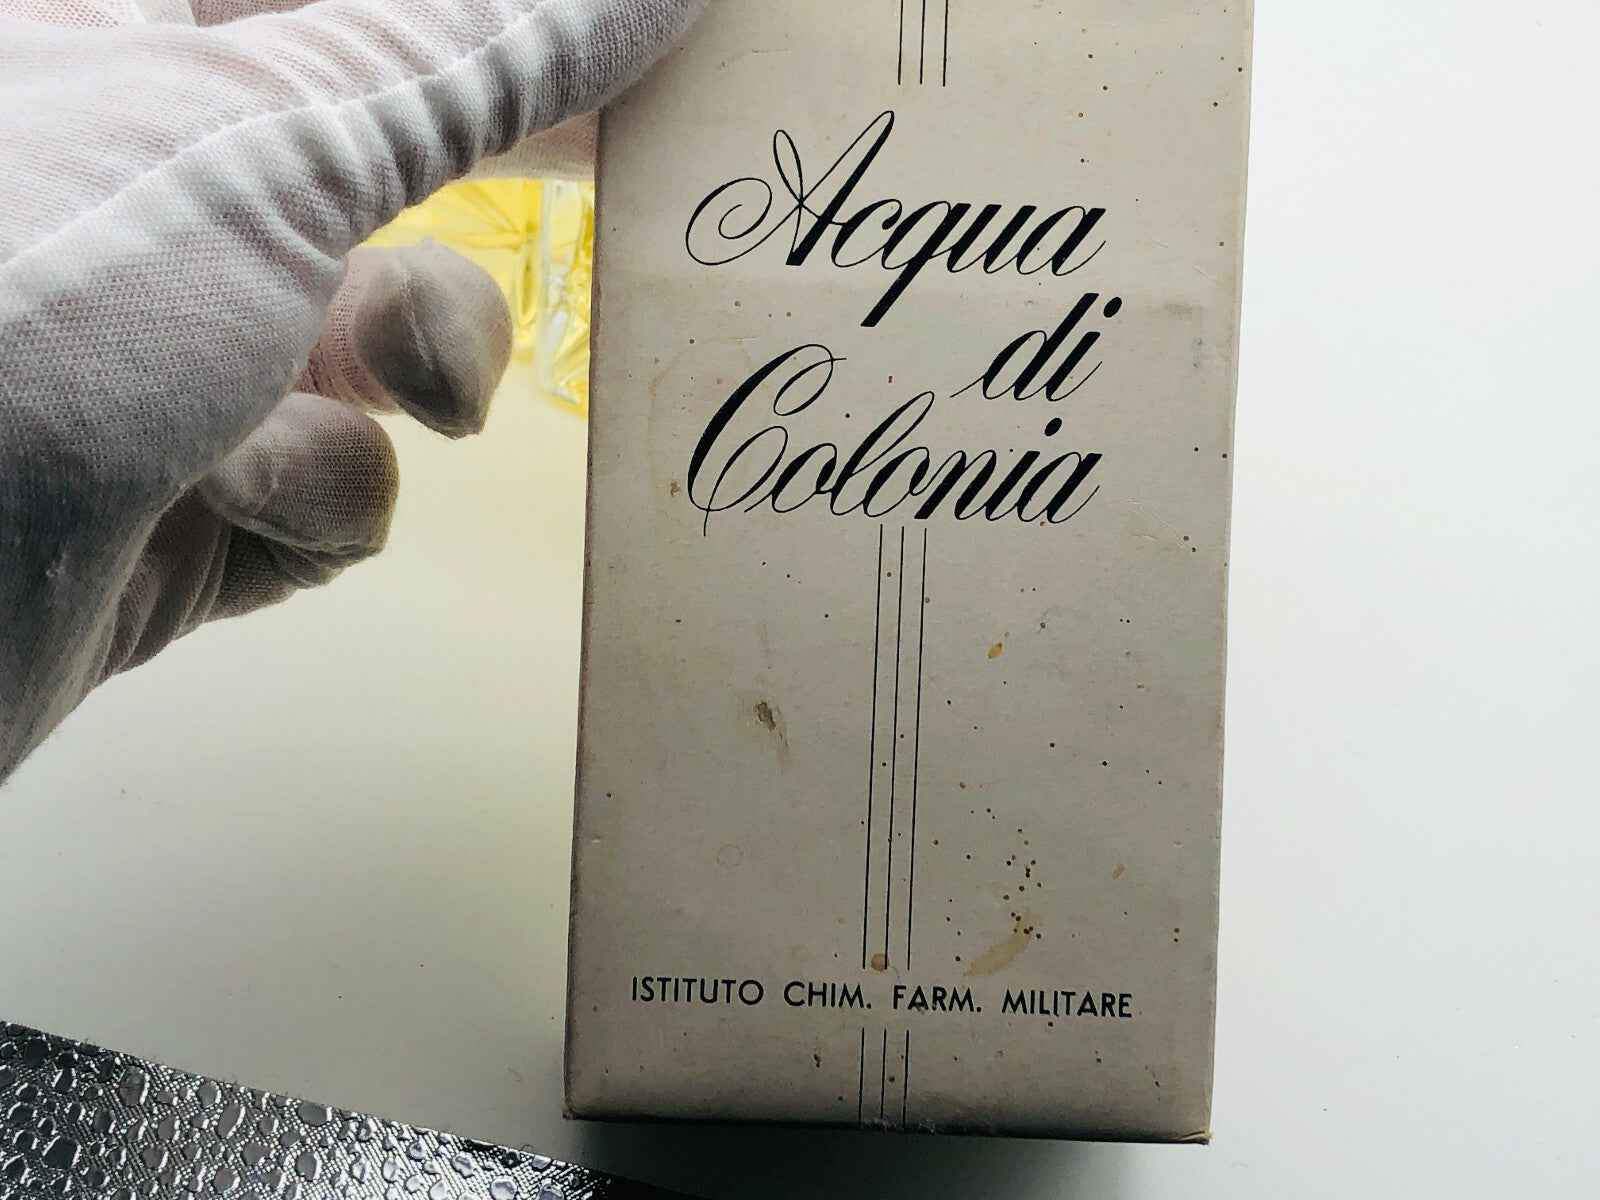 Acqua
di
Colonia
ISTITUTO CHIM. FARM. MILITARE